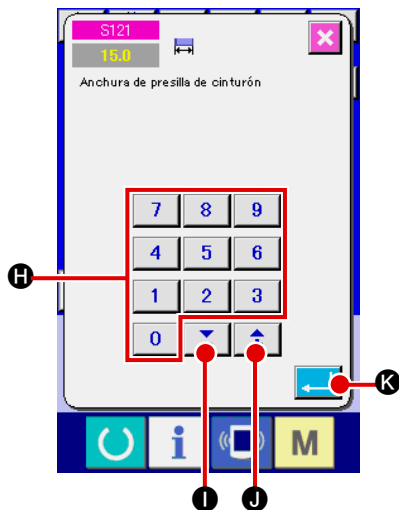 S121
15.0
Anchura de presilla de cinturón
7 8 9
4 5 6
1 2 3
0
H
K
i M
I J